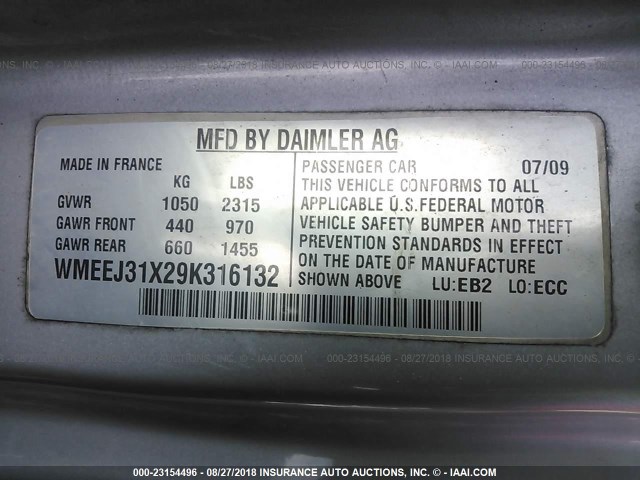 MFD BY DAIMLER AG
MADE IN FRANCE
KG LBS
GVWR 1050 2315
GAWR FRONT 440 970
GAWR REAR 660 1455
WMEEJ31X29K316132
PASSENGER CAR 07/09
THIS VEHICLE CONFORMS TO ALL
APPLICABLE U.S.FEDERAL MOTOR
VEHICLE SAFETY BUMPER AND THEFT
PREVENTION STANDARDS IN EFFECT
ON THE DATE OF MANUFACTURE
SHOWN ABOVE LU:EB2 LO:ECC
000-23154496 - 08/27/2018 INSURANCE AUTO AUCTIONS, INC. - © IAAI.COM